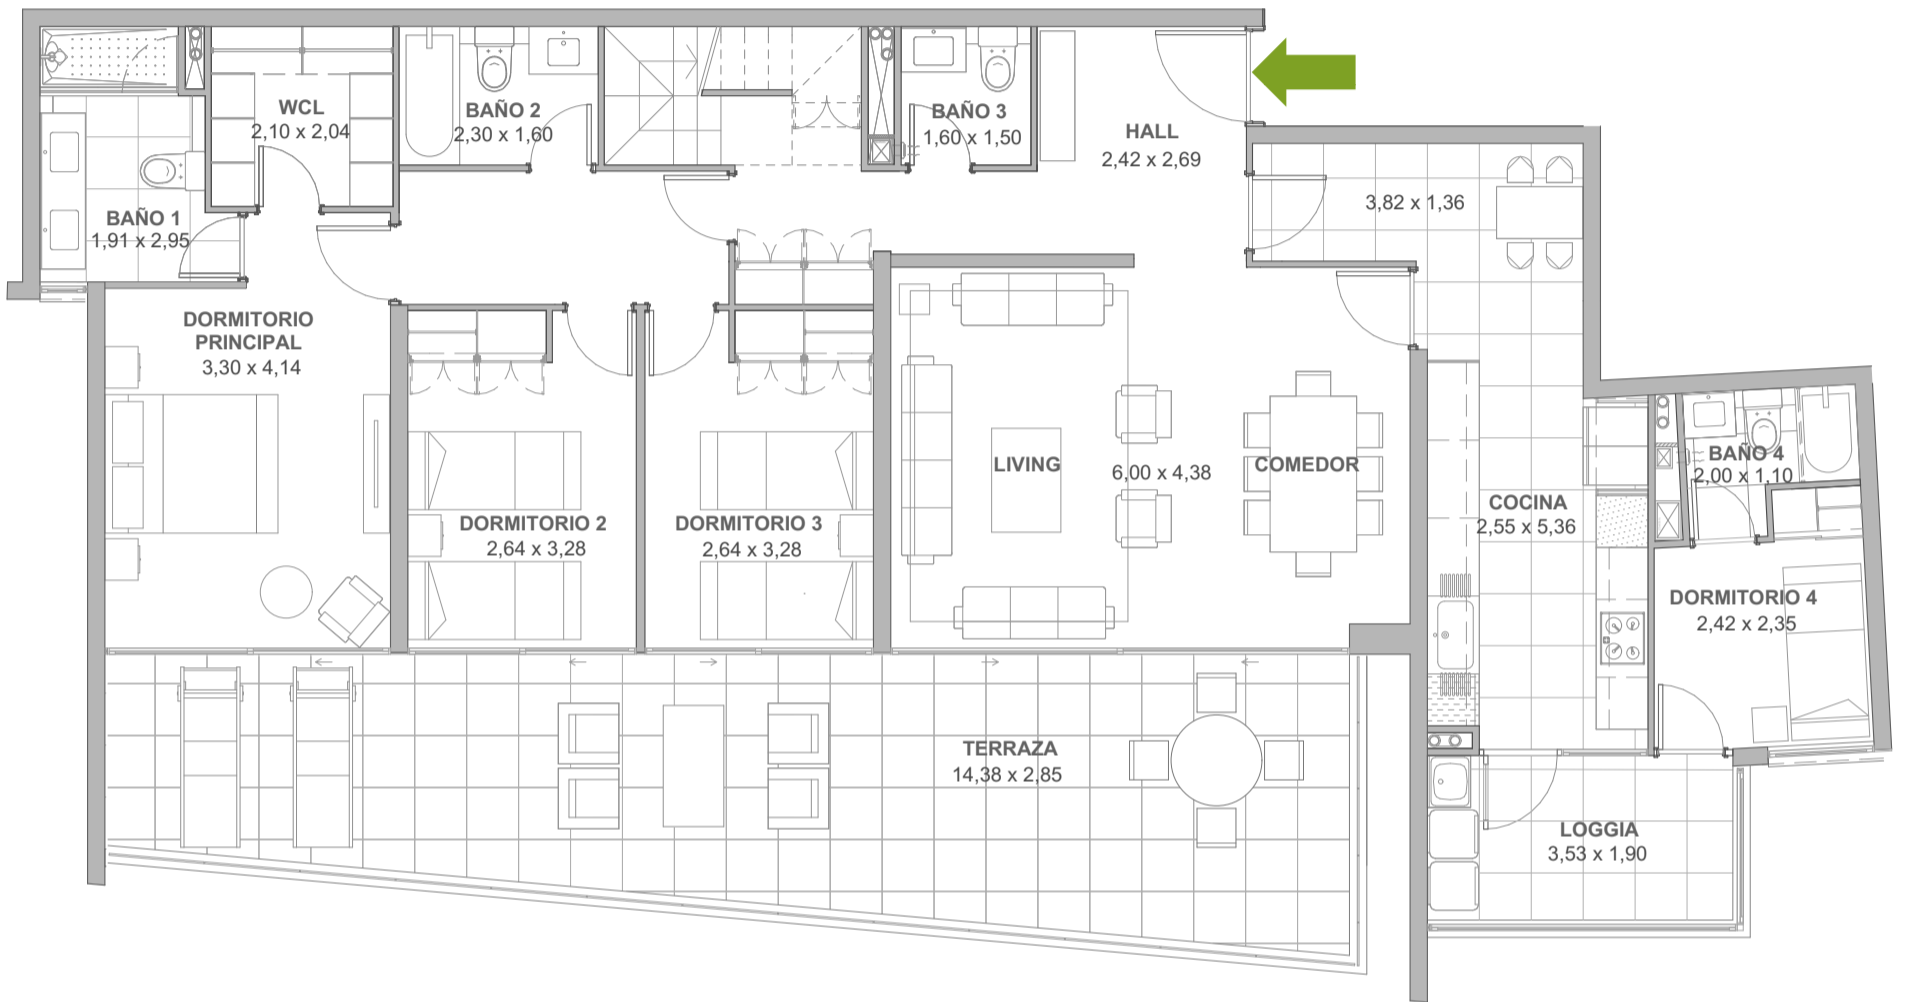 WCL
2,10 x 2,04
BAÑO 2
2,30 x 1,60
BAÑO 3
1,60 x 1,50
HALL
2,42 x 2,69
BAÑO 1
1,91 x 2,95
3,82 x 1,36
DORMITORIO
PRINCIPAL
3,30 x 4,14
LIVING
6,00 x 4,38
COMEDOR
BAÑO 4
2,00 x 1,10
COCINA
2,55 x 5,36
DORMITORIO 2
2,64 x 3,28
DORMITORIO 3
2,64 x 3,28
DORMITORIO 4
2,42 x 2,35
TERRAZA
14,38 x 2,85
LOGGIA
3,53 x 1,90